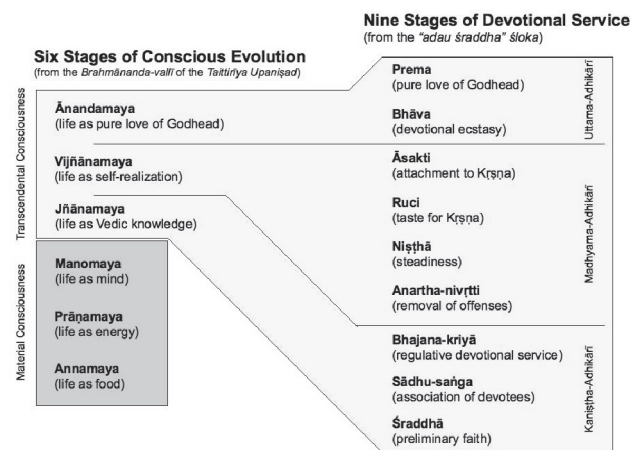 Six Stages of Conscious Evolution
(from the Brahmānanda-vallī of the Taittirīya Upaniṣad)
Transcendental Consciousness
Ānandamaya
(life as pure love of Godhead)
Vijñānamaya
(life as self-realization)
Jñānamaya
(life as Vedic knowledge)
Material Consciousness
Manomaya
(life as mind)
Prāṇamaya
(life as energy)
Annamaya
(life as food)
Nine Stages of Devotional Service
(from the “adau śraddha” śloka)
Prema
(pure love of Godhead)
Bhāva
(devotional ecstasy)
Uttama-Adhikārī
Āsakti
(attachment to Kṛṣṇa)
Ruci
(taste for Kṛṣṇa)
Niṣṭhā
(steadiness)
Anartha-nivṛtti
(removal of offenses)
Madhyama-Adhikārī
Bhajana-kriyā
(regulative devotional service)
Sādhu-saṅga
(association of devotees)
Śraddhā
(preliminary faith)
Kaniṣṭha-Adhikārī